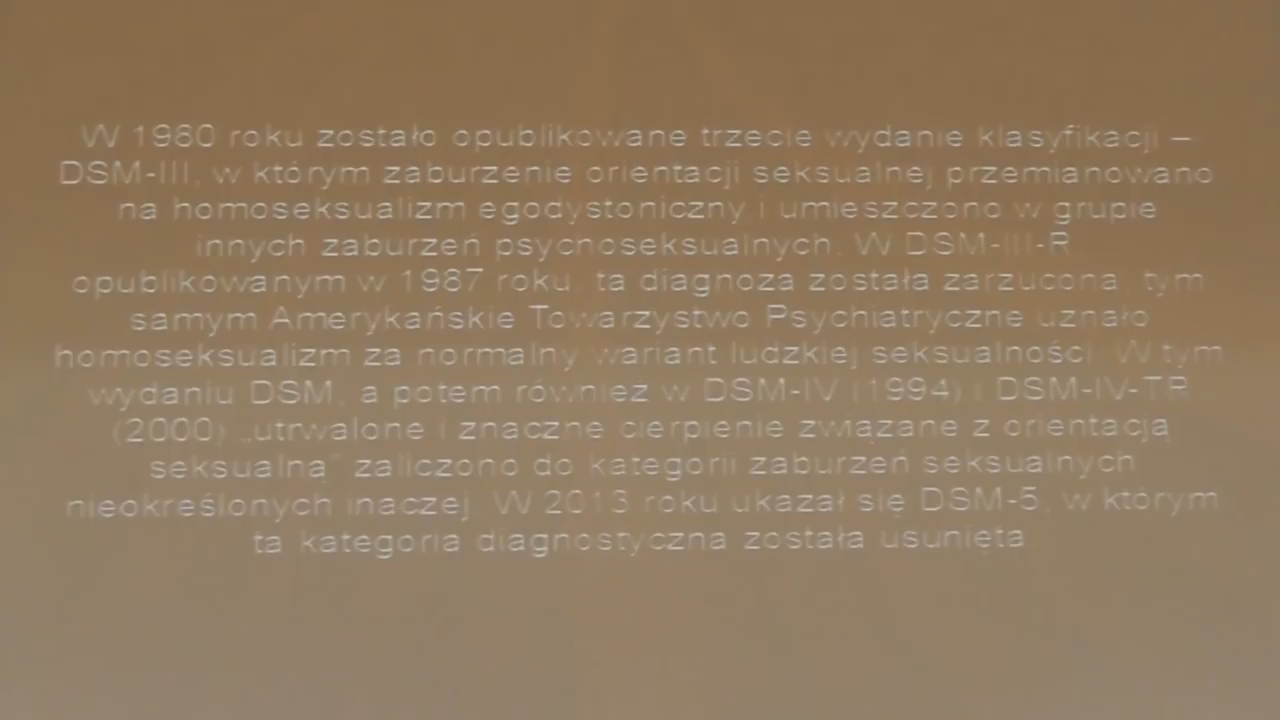 W 1980 roku zostało opublikowane trzecie wydanie klasyfikacji –
DSM-III, w którym zaburzenie orientacji seksualnej przemianowano
na homoseksualizm egodystoniczny i umieszczono w grupie
innych zaburzeń psychoseksualnych. W DSM-III-R
opublikowanym w 1987 roku, ta diagnoza została zarzucona, tym
samym Amerykańskie Towarzystwo Psychiatryczne uznało
homoseksualizm za normalny wariant ludzkiej seksualności. W tym
wydaniu DSM, a potem również w DSM-IV (1994) i DSM-IV-TR
(2000) „utrwalone i znaczne cierpienie związane z orientacją
seksualną” zaliczono do kategorii zaburzeń seksualnych
nieokreślonych inaczej. W 2013 roku ukazał się DSM-5, w którym
ta kategoria diagnostyczna została usunięta